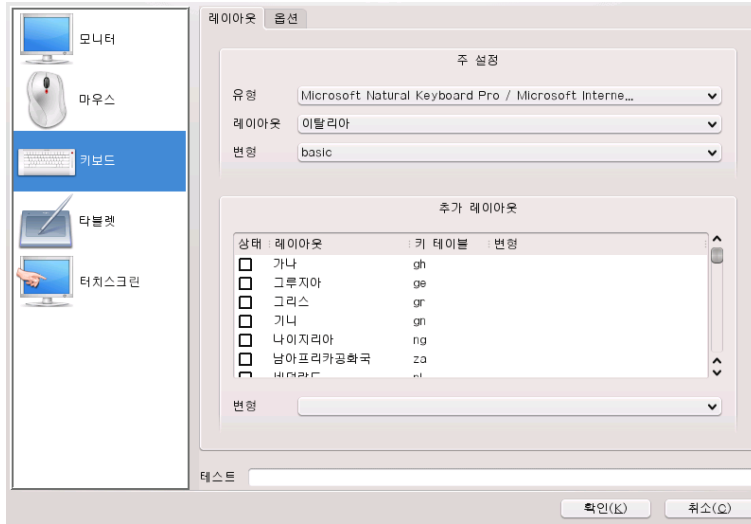 모니터
마우스
키보드
타블렛
터치스크린
레이아웃 옵션
주 설정
유형 Microsoft Natural Keyboard Pro / Microsoft Interne...
레이아웃 이탈리아
변형 basic
추가 레이아웃
상태 레이아웃 키 테이블 변형
가나 gh
그루지아 ge
그리스 gr
기니 gn
나이지리아 ng
남아프리카공화국 za
변형
테스트
확인(K) 취소(C)